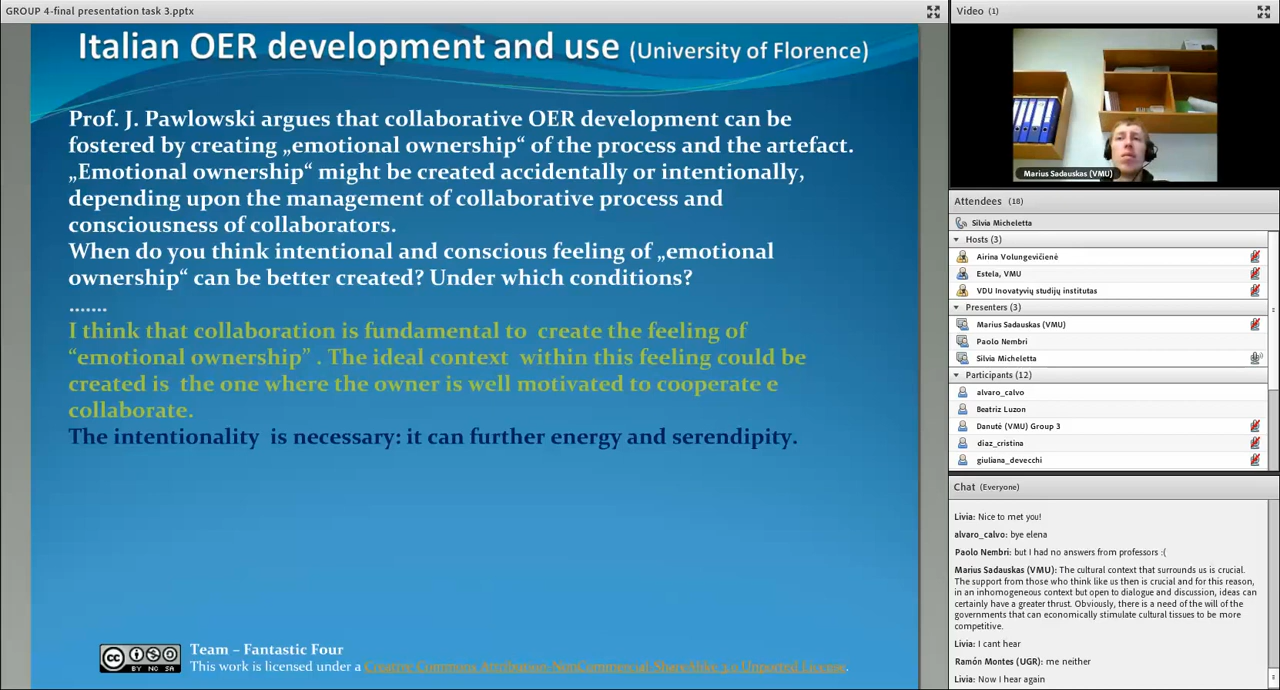 GROUP 4-final presentation task 3.pptx
Italian OER development and use (University of Florence)
Prof. J. Pawlowski argues that collaborative OER development can be
fostered by creating „emotional ownership“ of the process and the artefact.
„Emotional ownership“ might be created accidentally or intentionally,
depending upon the management of collaborative process and
consciousness of collaborators.
When do you think intentional and conscious feeling of „emotional
ownership“ can be better created? Under which conditions?
.......
I think that collaboration is fundamental to create the feeling of
“emotional ownership” . The ideal context within this feeling could be
created is the one where the owner is well motivated to cooperate e
collaborate.
The intentionality is necessary: it can further energy and serendipity.
cc
BY NC SA
Team – Fantastic Four
This work is licensed under a Creative Commons Attribution-NonCommercial-ShareAlike 3.0 Unported License.
Video (1)
Marius Sadauskas (VMU)
Attendees (18)
Silvia Micheletta
Hosts (3)
Airina Volungevičienė
Estela, VMU
VDU Inovatyvių studijų institutas
Presenters (3)
Marius Sadauskas (VMU)
Paolo Nembri
Silvia Micheletta
Participants (12)
alvaro_calvo
Beatriz Luzon
Danutė (VMU) Group 3
diaz_cristina
giuliana_devecchi
Chat (Everyone)
Livia: Nice to met you!
alvaro_calvo: bye elena
Paolo Nembri: but I had no answers from professors :(
Marius Sadauskas (VMU): The cultural context that surrounds us is crucial.
The support from those who think like us then is crucial and for this reason,
in an inhomogeneous context but open to dialogue and discussion, ideas can
certainly have a greater thrust. Obviously, there is a need of the will of the
governments that can economically stimulate cultural tissues to be more
competitive.
Livia: I cant hear
Ramón Montes (UGR): me neither
Livia: Now I hear again